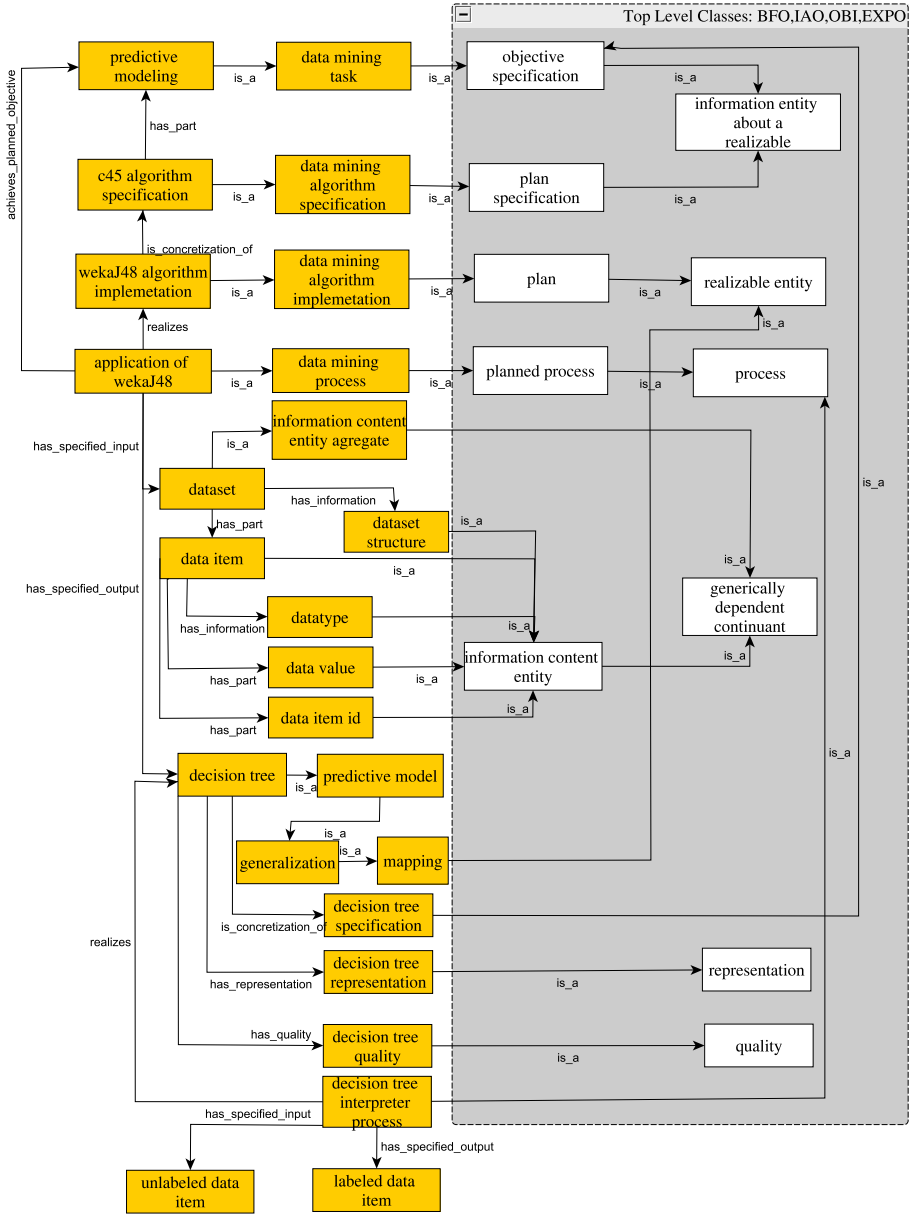 Top Level Classes: BFO,IAO,OBI,EXPO
predictive
modeling
is_a
data mining
task
is_a
objective
specification
is_a
information entity
about a
realizable
achieves_planned_objective
has_part
c45 algorithm
specification
is_a
data mining
algorithm
specification
is_a
plan
specification
is_a
is_concretization_of
wekaJ48 algorithm
implemetation
is_a
data mining
algorithm
implemetation
is_a
plan
is_a
realizable entity
is_a
realizes
application of
wekaJ48
is_a
data mining
process
is_a
planned process
is_a
process
has_specified_input
is_a
information content
entity agregate
is_a
dataset
has_information
has_part
dataset
structure
is_a
data item
is_a
is_a
has_specified_output
generically
dependent
continuant
has_information
datatype
is_a
has_part
data value
is_a
information content
entity
is_a
has_part
data item id
is_a
is_a
decision tree
is_a
predictive model
is_a
is_a
generalization
mapping
is_concretization_of
decision tree
specification
realizes
has_representation
decision tree
representation
is_a
representation
has_quality
decision tree
quality
is_a
quality
decision tree
interpreter
process
has_specified_input
has_specified_output
unlabeled data
item
labeled data
item